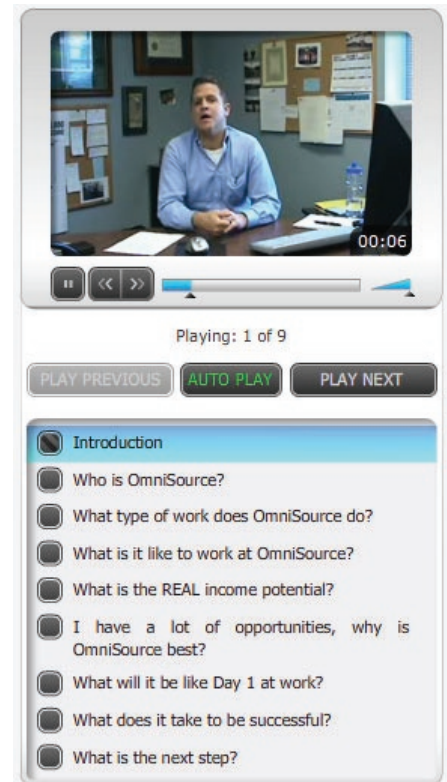 00:06
Playing: 1 of 9
PLAY PREVIOUS AUTO PLAY PLAY NEXT
Introduction
Who is OmniSource?
What type of work does OmniSource do?
What is it like to work at OmniSource?
What is the REAL income potential?
I have a lot of opportunities, why is
OmniSource best?
What will it be like Day 1 at work?
What does it take to be successful?
What is the next step?